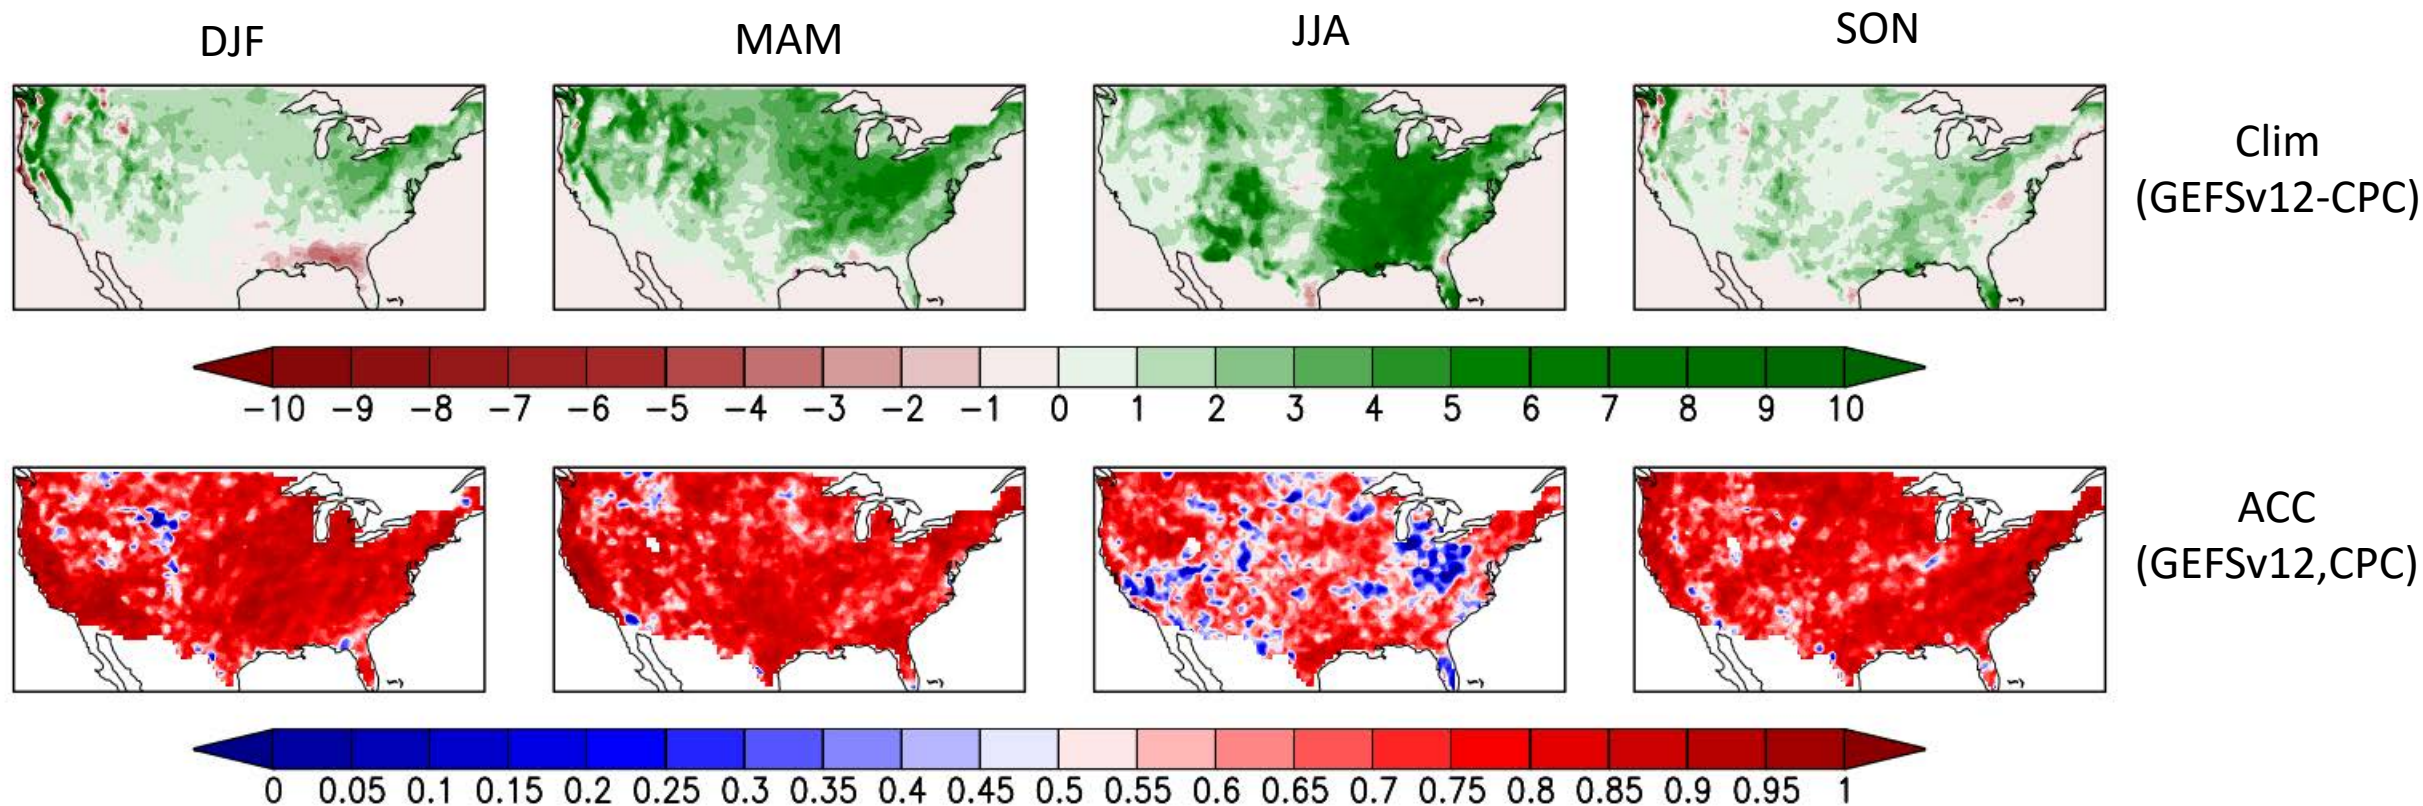 DJF MAM JJA SON
Clim
(GEFSv12-CPC)
−10 −9 −8 −7 −6 −5 −4 −3 −2 −1 0 1 2 3 4 5 6 7 8 9 10
ACC
(GEFSv12,CPC)
0 0.05 0.1 0.15 0.2 0.25 0.3 0.35 0.4 0.45 0.5 0.55 0.6 0.65 0.7 0.75 0.8 0.85 0.9 0.95 1